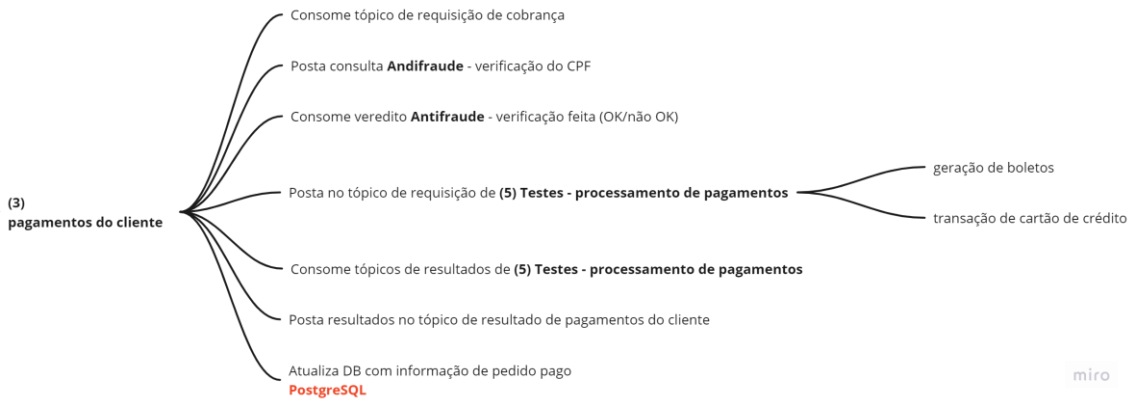 Consome tópico de requisição de cobrança
Posta consulta Andifraude - verificação do CPF
Consome veredito Antifraude - verificação feita (OK/não OK)
geração de boletos
Posta no tópico de requisição de (5) Testes - processamento de pagamentos
(3)
pagamentos do cliente
transação de cartão de crédito
Consome tópicos de resultados de (5) Testes - processamento de pagamentos
Posta resultados no tópico de resultado de pagamentos do cliente
Atualiza DB com informação de pedido pago
PostgreSQL
miro